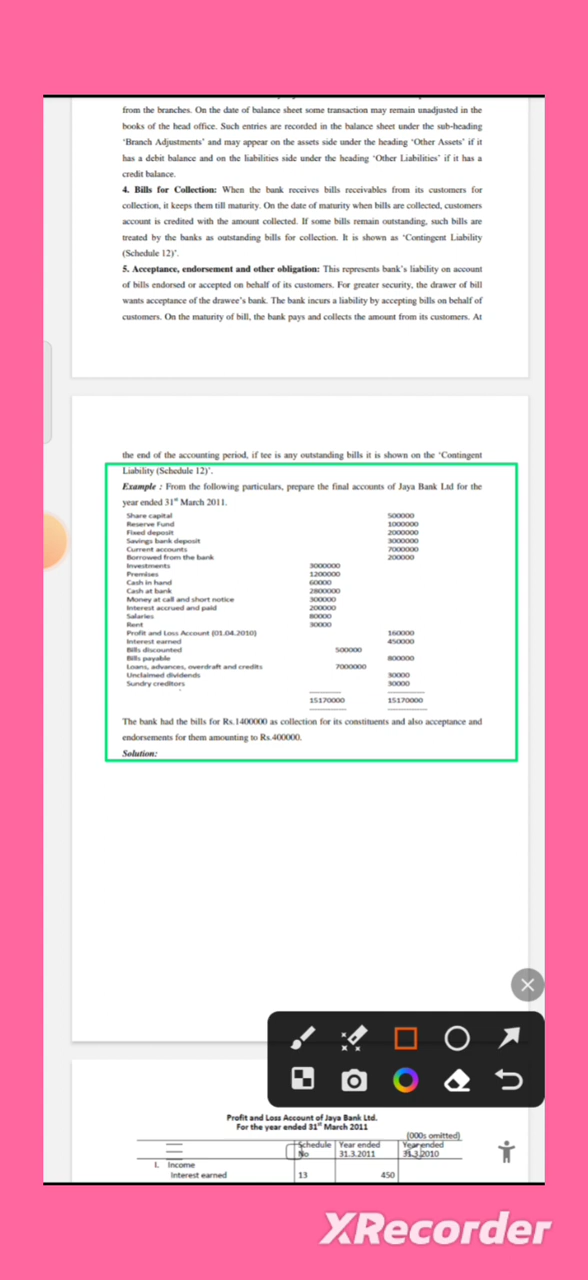 from the branches. On the date of balance sheet some transaction may remain unadjusted in the
books of the head office. Such entries are recorded in the balance sheet under the sub-heading
'Branch Adjustments' and may appear on the assets side under the heading 'Other Assets' if it
has a debit balance and on the liabilities side under the heading 'Other Liabilities' if it has a
credit balance.
4. Bills for Collection: When the bank receives bills receivables from its customers for
collection, it keeps them till maturity. On the date of maturity when bills are collected, customers
account is credited with the amount collected. If some bills remain outstanding, such bills are
treated by the banks as outstanding bills for collection. It is shown as 'Contingent Liability
(Schedule 12)'.
5. Acceptance, endorsement and other obligation: This represents bank's liability on account
of bills endorsed or accepted on behalf of its customers. For greater security, the drawer of bill
wants acceptance of the drawee's bank. The bank incurs a liability by accepting bills on behalf of
customers. On the maturity of bill, the bank pays and collects the amount from its customers. At
the end of the accounting period, if tee is any outstanding bills it is shown on the 'Contingent
Liability (Schedule 12)'.
Example : From the following particulars, prepare the final accounts of Jaya Bank Ltd for the
year ended 31st March 2011.
Share capital 500000
Reserve Fund 1000000
Fixed deposit 2000000
Savings bank deposit 3000000
Current accounts 7000000
Borrowed from the bank 200000
Investments 3000000
Premises 1200000
Cash in hand 60000
Cash at bank 2800000
Money at call and short notice 300000
Interest accrued and paid 200000
Salaries 80000
Rent 30000
Profit and Loss Account (01.04.2010) 160000
Interest earned 450000
Bills discounted 500000
Bills payable 800000
Loans, advances, overdraft and credits 7000000
Unclaimed dividends 30000
Sundry creditors 30000
15170000 15170000
The bank had the bills for Rs.1400000 as collection for its constituents and also acceptance and
endorsements for them amounting to Rs.400000.
Solution:
Profit and Loss Account of Jaya Bank Ltd.
For the year ended 31st March 2011
(000s omitted)
Schedule No Year ended 31.3.2011 Year ended 31.3.2010
I. Income
Interest earned 13 450
XRecorder